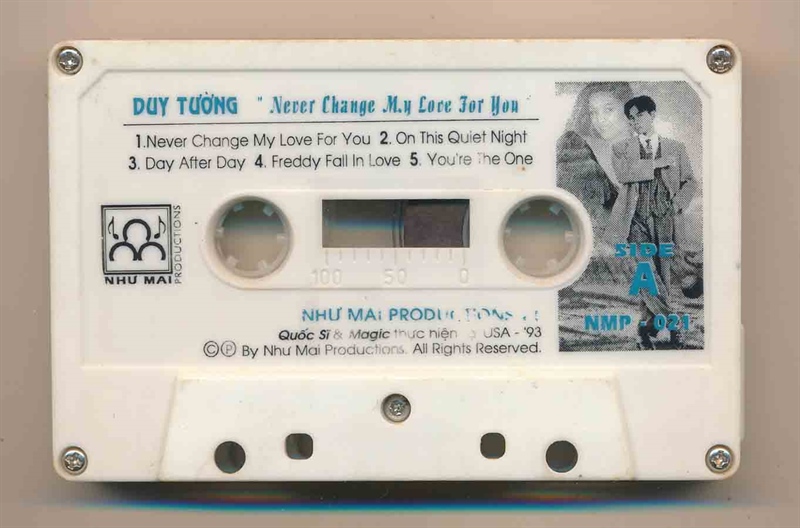 DUY TƯỜNG " Never Change My Love For You "
1.Never Change My Love For You 2. On This Quiet Night
3. Day After Day 4. Freddy Fall In Love 5. You're The One
NHƯ MAI
PRODUCTIONS
100 50 0
SIDE
A
NMP - 021
NHƯ MAI PRODUCTIONS
Quốc Sĩ & Magic thực hiện USA - '93
©℗ By Như Mai Productions. All Rights Reserved.